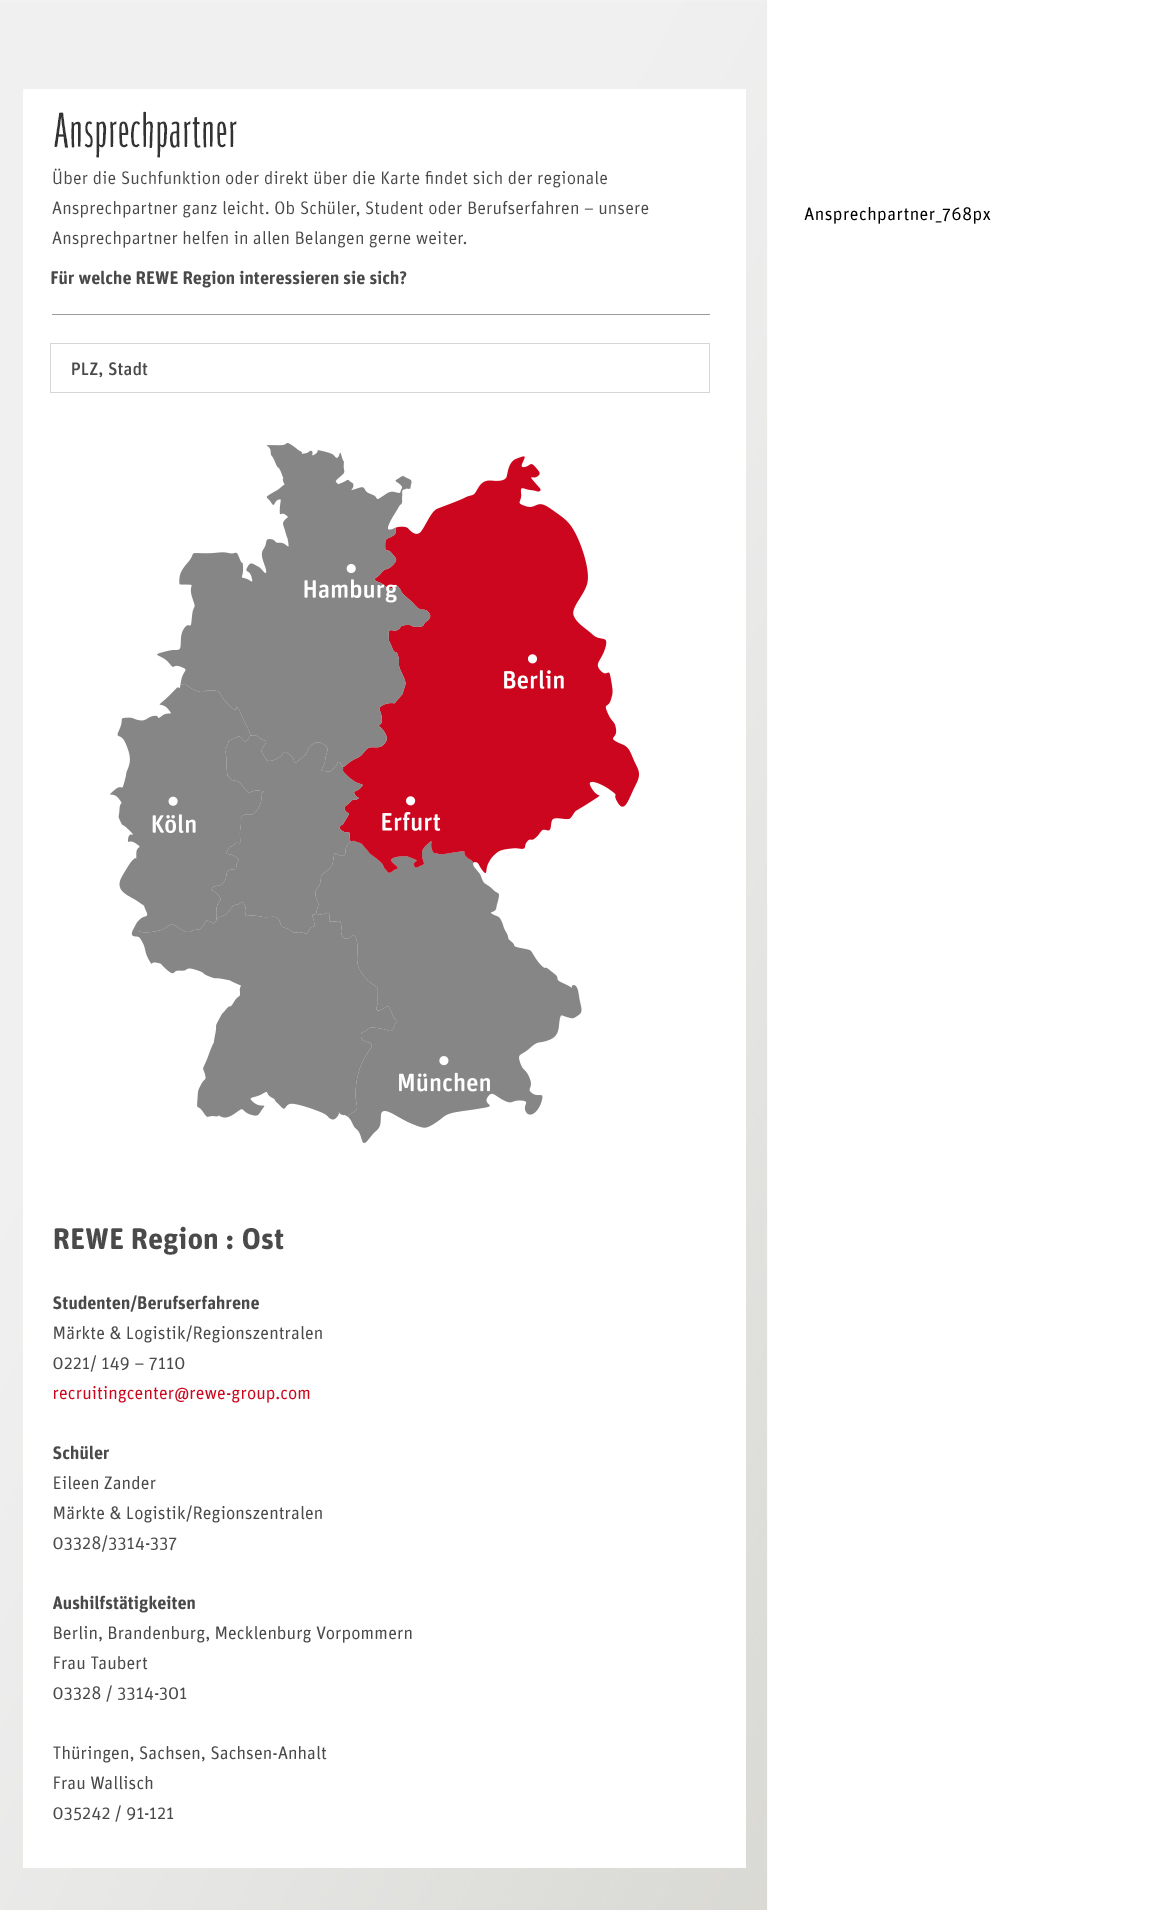 Ansprechpartner
Über die Suchfunktion oder direkt über die Karte findet sich der regionale
Ansprechpartner ganz leicht. Ob Schüler, Student oder Berufserfahren – unsere
Ansprechpartner helfen in allen Belangen gerne weiter.
Für welche REWE Region interessieren sie sich?
PLZ, Stadt
Hamburg
Berlin
Köln
Erfurt
München
REWE Region : Ost
Studenten/Berufserfahrene
Märkte & Logistik/Regionszentralen
0221/ 149 – 7110
recruitingcenter@rewe-group.com
Schüler
Eileen Zander
Märkte & Logistik/Regionszentralen
03328/3314-337
Aushilfstätigkeiten
Berlin, Brandenburg, Mecklenburg Vorpommern
Frau Taubert
03328 / 3314-301
Thüringen, Sachsen, Sachsen-Anhalt
Frau Wallisch
035242 / 91-121
Ansprechpartner_768px